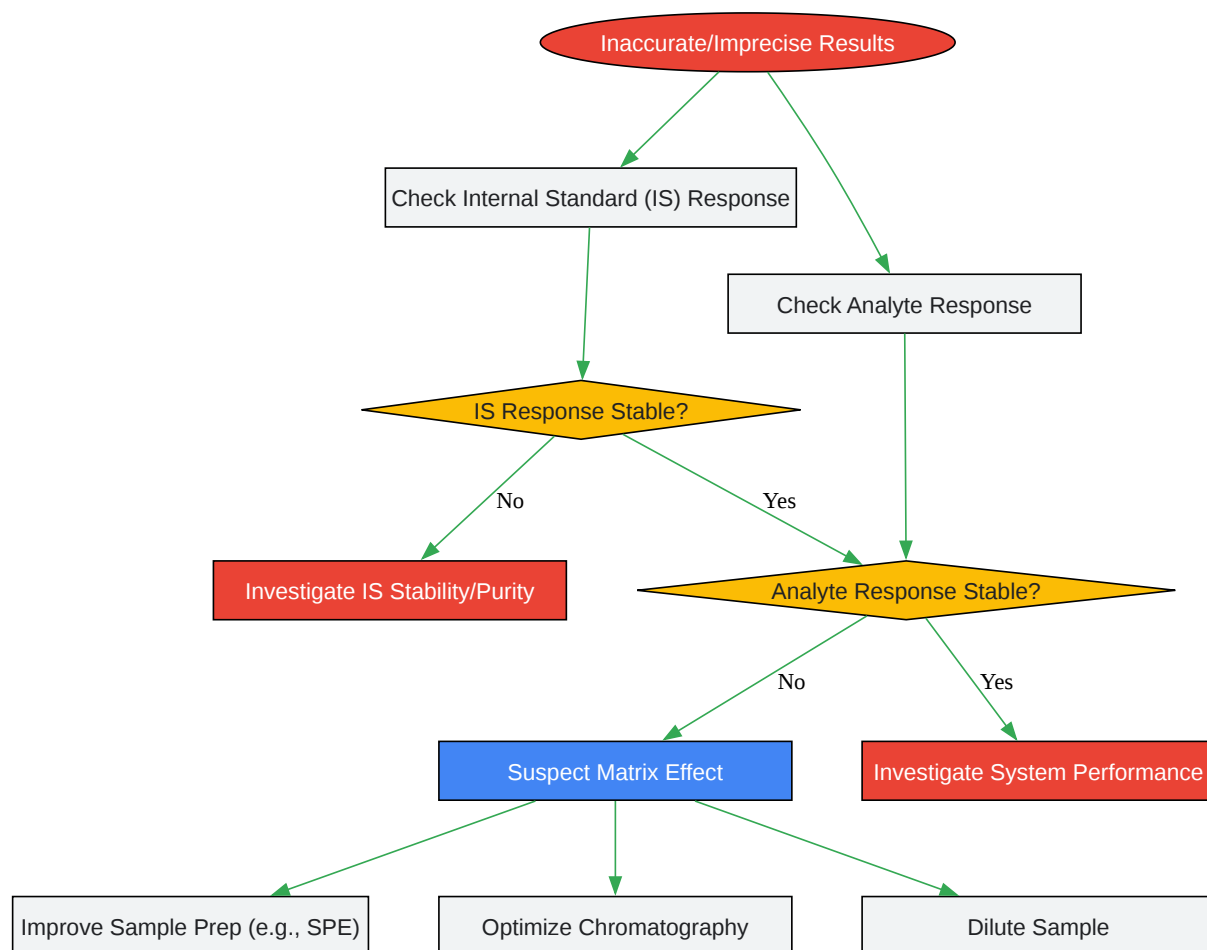 Inaccurate/Imprecise Results
Check Internal Standard (IS) Response
Check Analyte Response
IS Response Stable?
No
Yes
Investigate IS Stability/Purity
Analyte Response Stable?
No
Yes
Suspect Matrix Effect
Investigate System Performance
Improve Sample Prep (e.g., SPE)
Optimize Chromatography
Dilute Sample